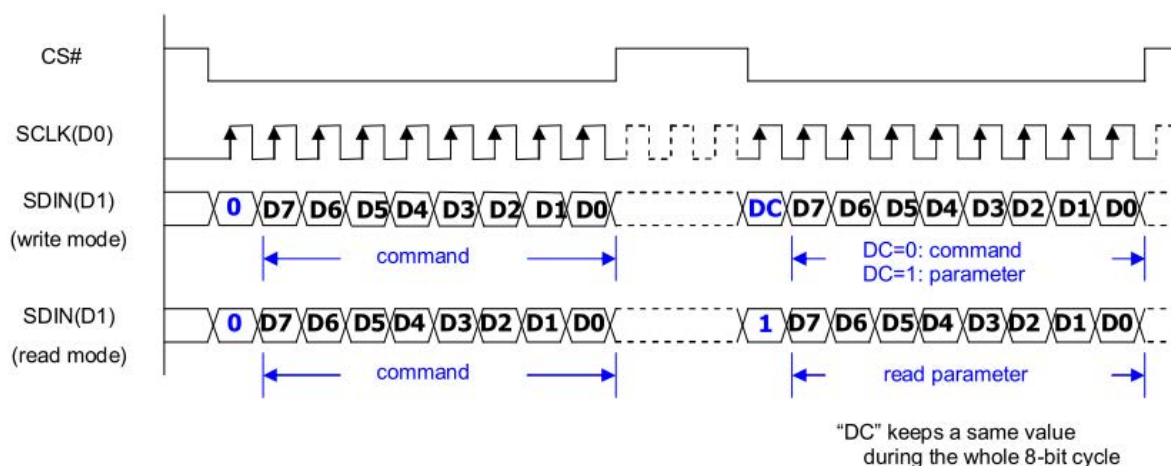 CS#
SCLK(D0)
SDIN(D1)
(write mode)
0 D7 D6 D5 D4 D3 D2 D1 D0
DC D7 D6 D5 D4 D3 D2 D1 D0
command
DC=0: command
DC=1: parameter
SDIN(D1)
(read mode)
0 D7 D6 D5 D4 D3 D2 D1 D0
1 D7 D6 D5 D4 D3 D2 D1 D0
command
read parameter
“DC” keeps a same value
during the whole 8-bit cycle